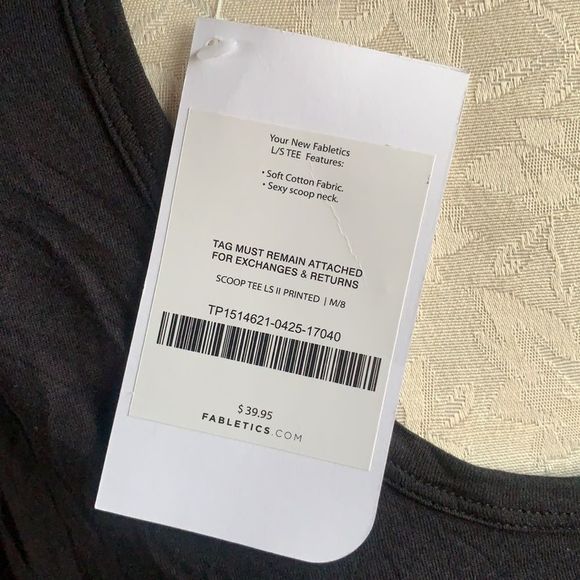 Your New Fabletics
L/S TEE Features:
• Soft Cotton Fabric.
• Sexy scoop neck.
TAG MUST REMAIN ATTACHED
FOR EXCHANGES & RETURNS
SCOOP TEE LS II PRINTED | M/8
TP1514621-0425-17040
$ 39.95
FABLETICS.COM